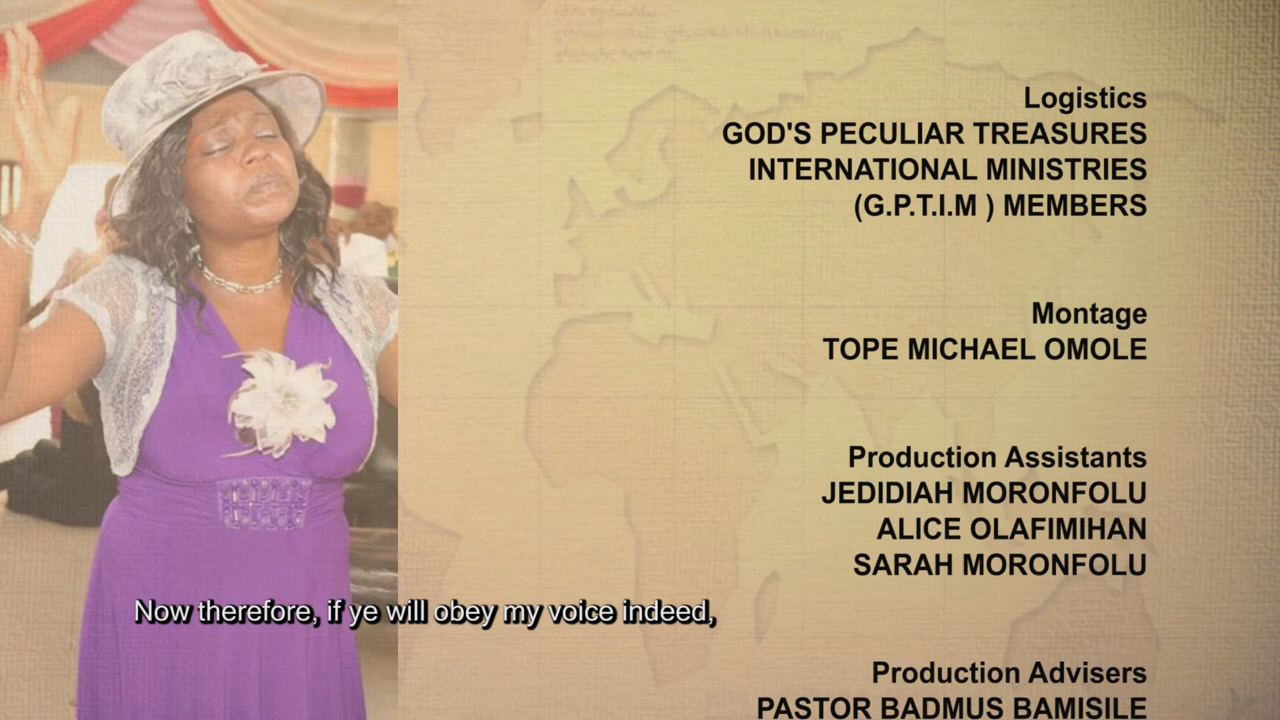 Logistics
GOD'S PECULIAR TREASURES
INTERNATIONAL MINISTRIES
(G.P.T.I.M ) MEMBERS
Montage
TOPE MICHAEL OMOLE
Production Assistants
JEDIDIAH MORONFOLU
ALICE OLAFIMIHAN
SARAH MORONFOLU
Now therefore, if ye will obey my voice indeed,
Production Advisers
PASTOR BADMUS BAMISILE